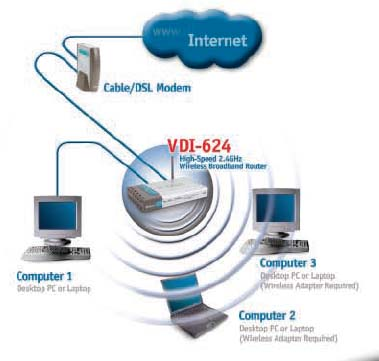 www
Internet
Cable/DSL Modem
VDI-624
High-Speed 2.4GHz
Wireless Broadband Router
Computer 1
Desktop PC or Laptop
Computer 3
Desktop PC or Laptop
(Wireless Adapter Required)
Computer 2
Desktop PC or Laptop
(Wireless Adapter Required)